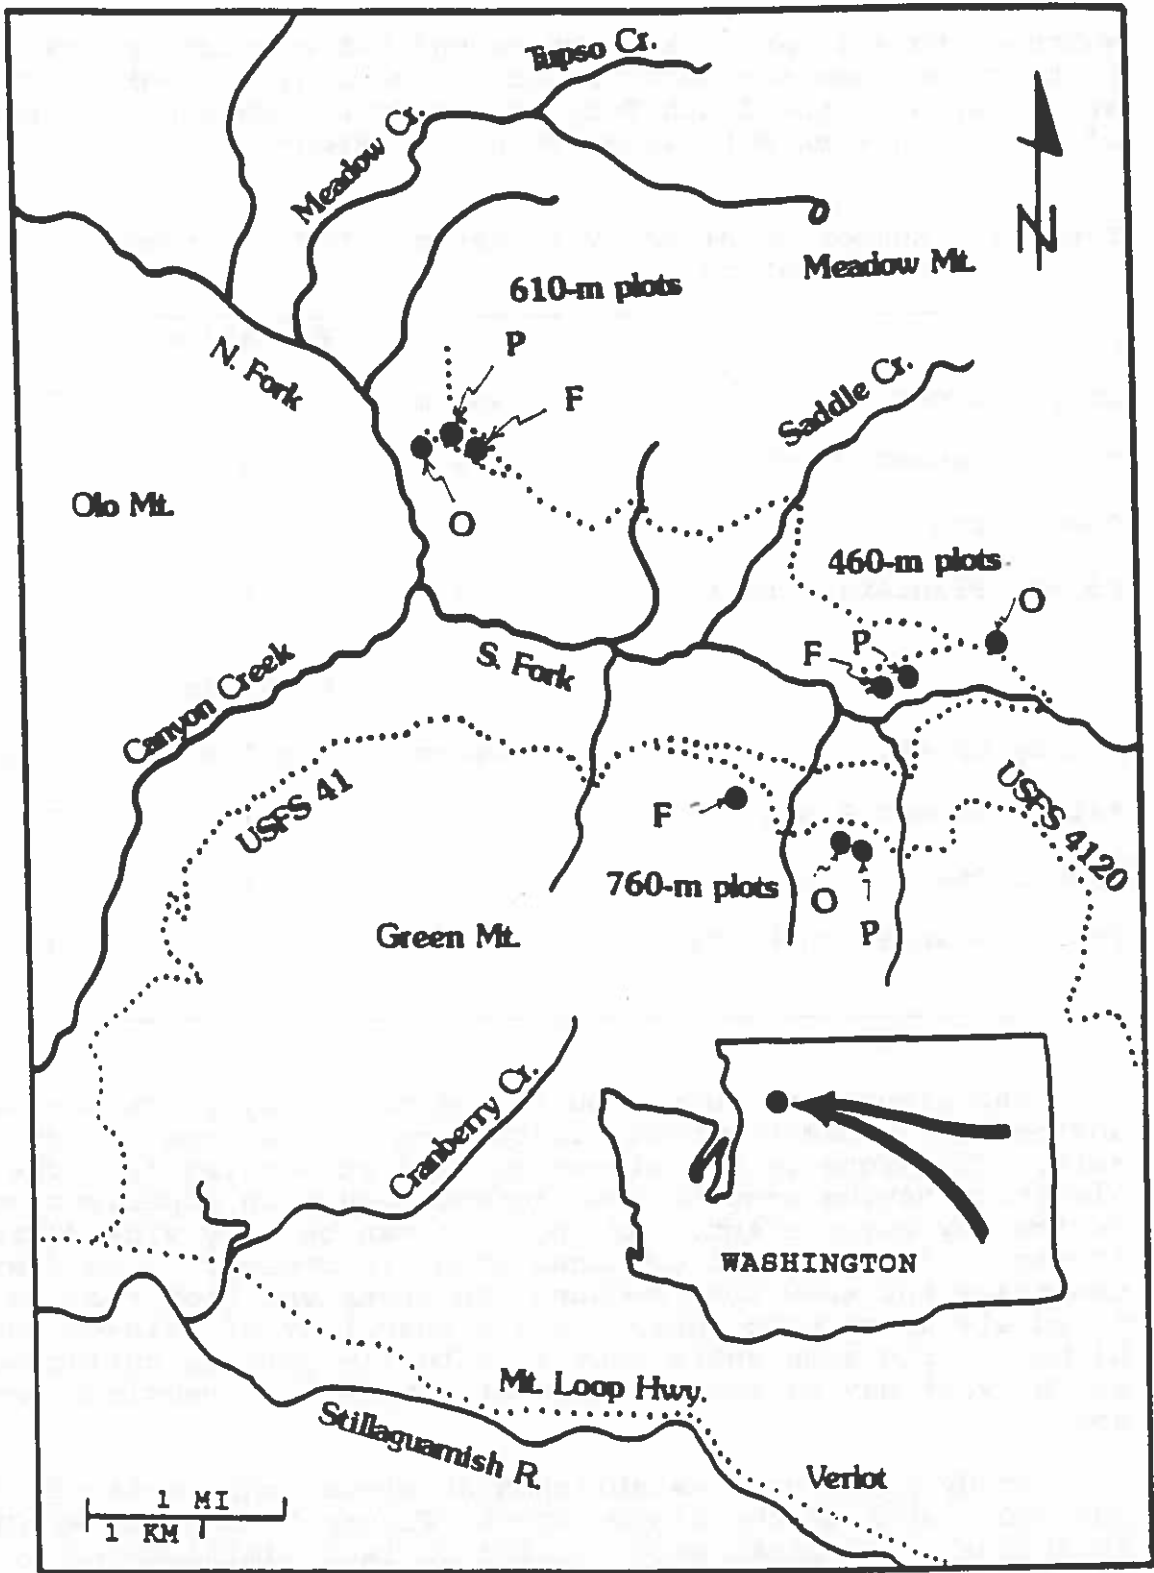 Tupso Cr.
Meadow Cr.
N
Meadow Mt.
610-m plots
P
N. Fork
F
Saddle Cr.
Olo Mt.
O
460-m plots
O
P
F
S. Fork
Canyon Creek
USFS 41
USFS 4120
F
760-m plots
O
P
Green Mt.
Cranberry Cr.
WASHINGTON
Mt. Loop Hwy.
Stillaguamish R
Verlot
1 MI
1 KM